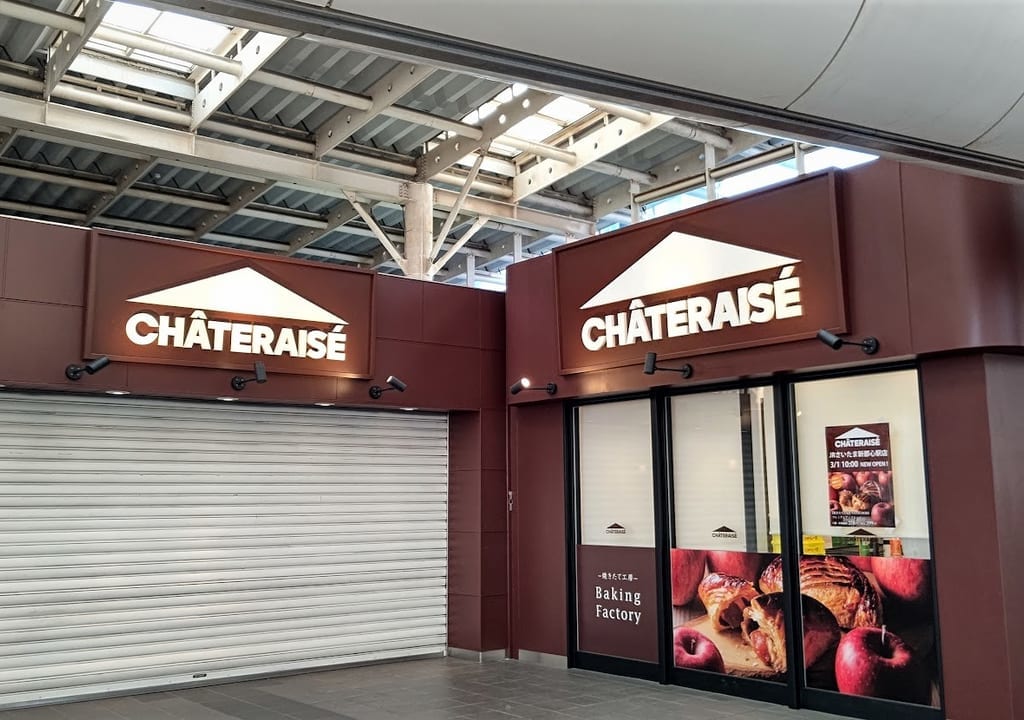 CHÂTERAISÉ
CHÂTERAISÉ
CHÂTERAISÉ
JRさいたま新都心駅店
3/1 10:00 NEW OPEN!
CHÂTERAISÉ
CHÂTERAISÉ
–焼きたて工房–
Baking
Factory